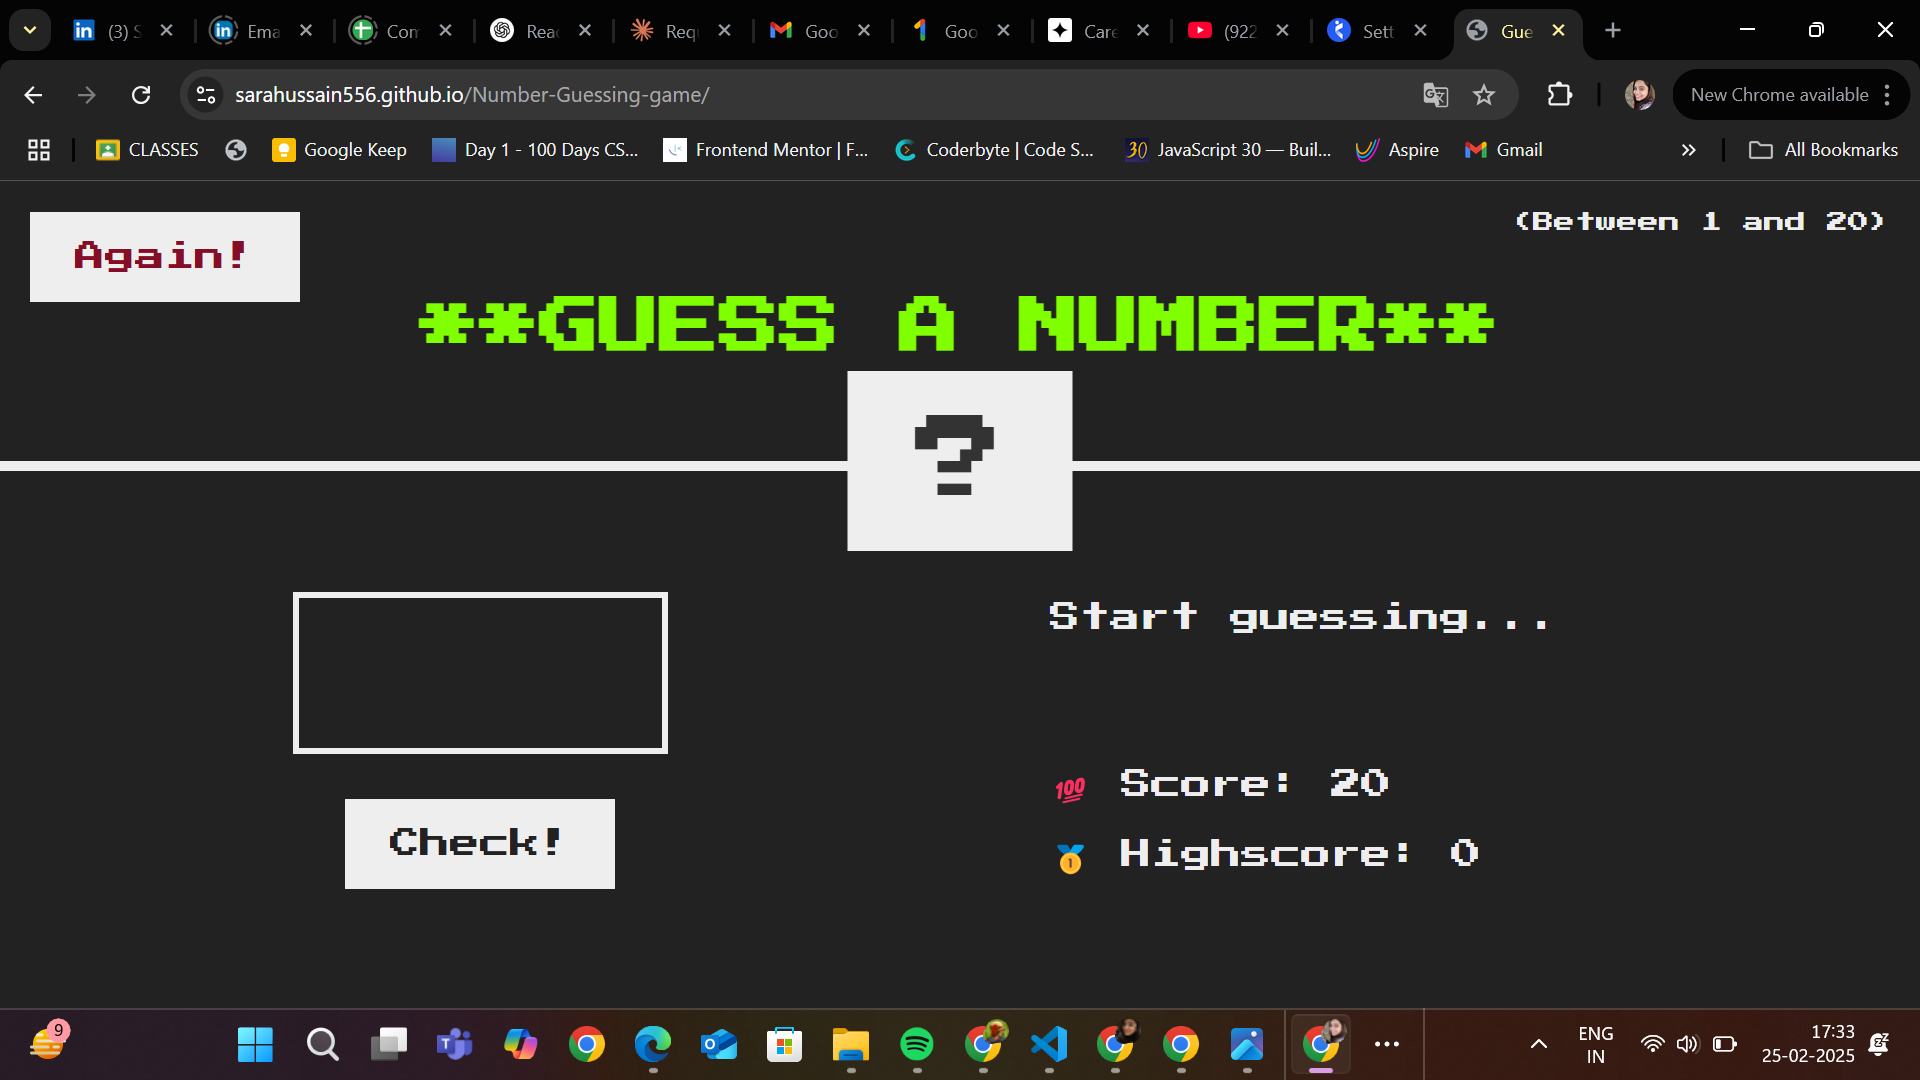 (3) S
Ema
Con
Read
Requ
Goo
Goo
Care
(922
Sett
Gue
sarahussain556.github.io/Number-Guessing-game/
New Chrome available
CLASSES
Google Keep
Day 1 - 100 Days CS...
Frontend Mentor | F...
Coderbyte | Code S...
30 JavaScript 30 — Buil...
Aspire
Gmail
»
All Bookmarks
Again!
(Between 1 and 20)
**GUESS A NUMBER**
?
Start guessing...
💯 Score: 20
Check!
🥇 Highscore: 0
9
ENG
IN
17:33
25-02-2025